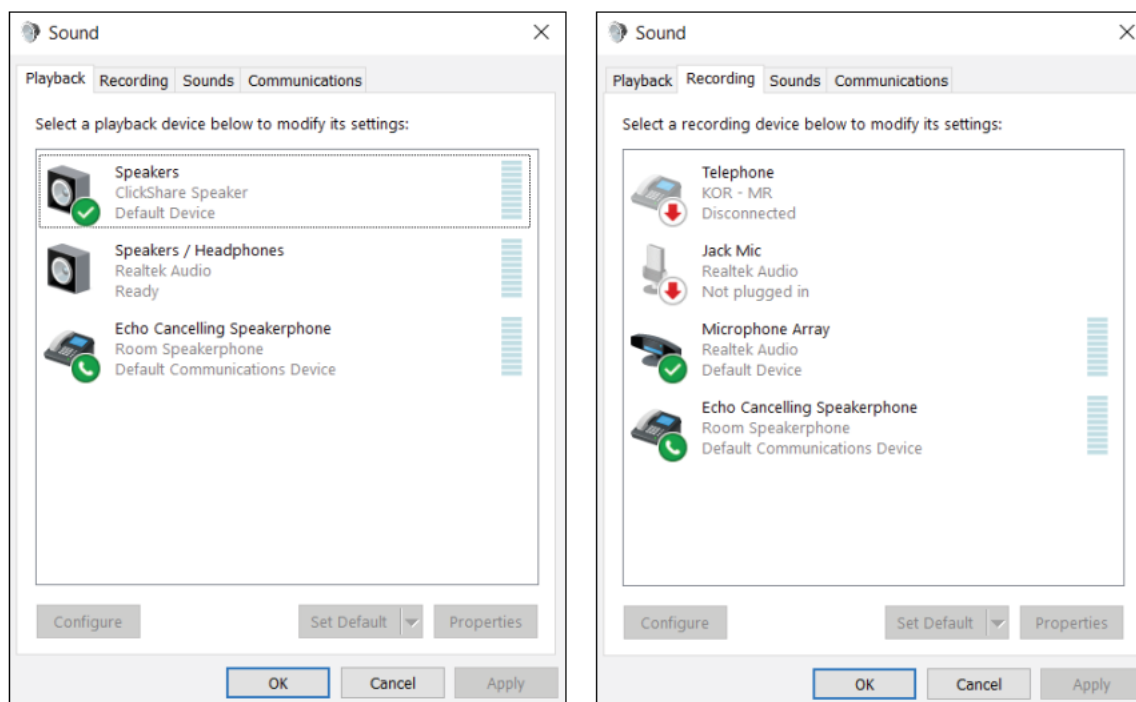 Sound
Playback Recording Sounds Communications
Select a playback device below to modify its settings:
Speakers
ClickShare Speaker
Default Device
Speakers / Headphones
Realtek Audio
Ready
Echo Cancelling Speakerphone
Room Speakerphone
Default Communications Device
Configure Set Default Properties
OK Cancel Apply
Sound
Playback Recording Sounds Communications
Select a recording device below to modify its settings:
Telephone
KOR - MR
Disconnected
Jack Mic
Realtek Audio
Not plugged in
Microphone Array
Realtek Audio
Default Device
Echo Cancelling Speakerphone
Room Speakerphone
Default Communications Device
Configure Set Default Properties
OK Cancel Apply